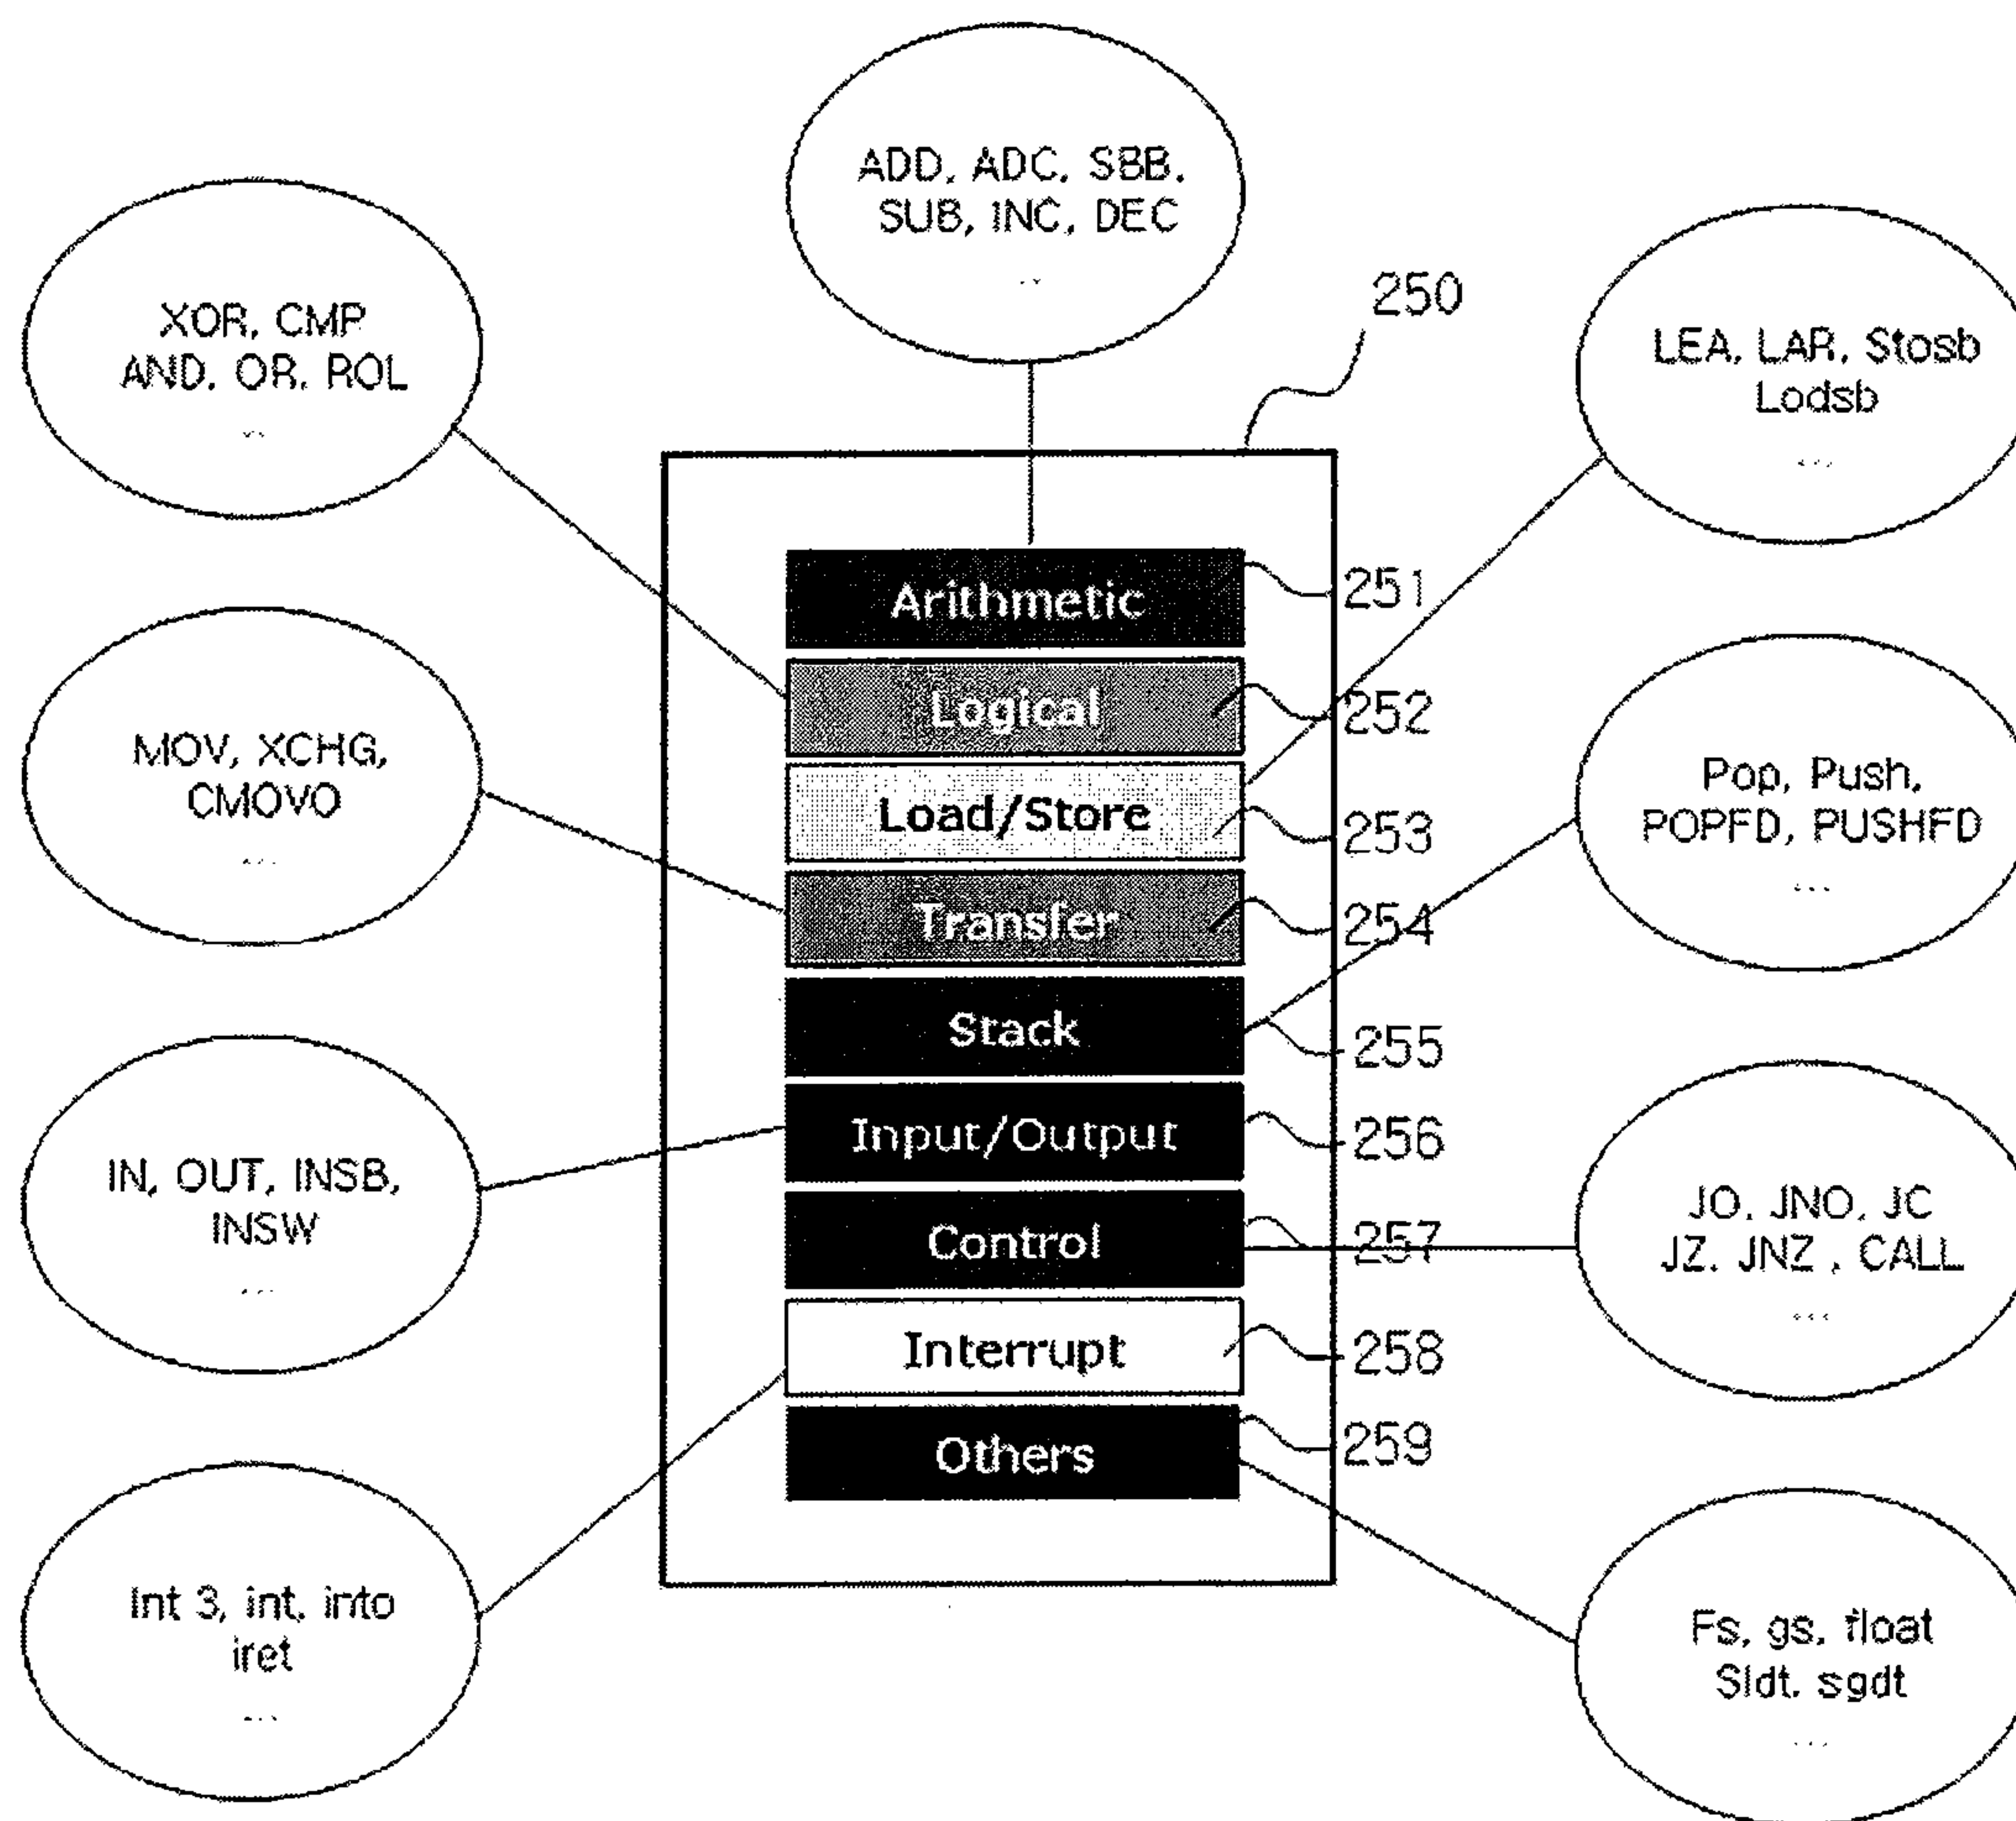 ADD, ADC, SBB,
SUB, INC, DEC
...
XOR, CMP
AND, OR, ROL
...
250
LEA, LAR, Stosb
Lodsb
...
Arithmetic
251
Logical
252
MOV, XCHG,
CMOVO
...
Load/Store
253
Pop, Push,
POPFD, PUSHFD
...
Transfer
254
Stack
255
Input/Output
256
IN, OUT, INSB,
INSW
...
Control
257
JO, JNO, JC
JZ, JNZ , CALL
...
Interrupt
258
Others
259
Int 3, int, into
iret
...
Fs, gs, float
Sldt, sgdt
...